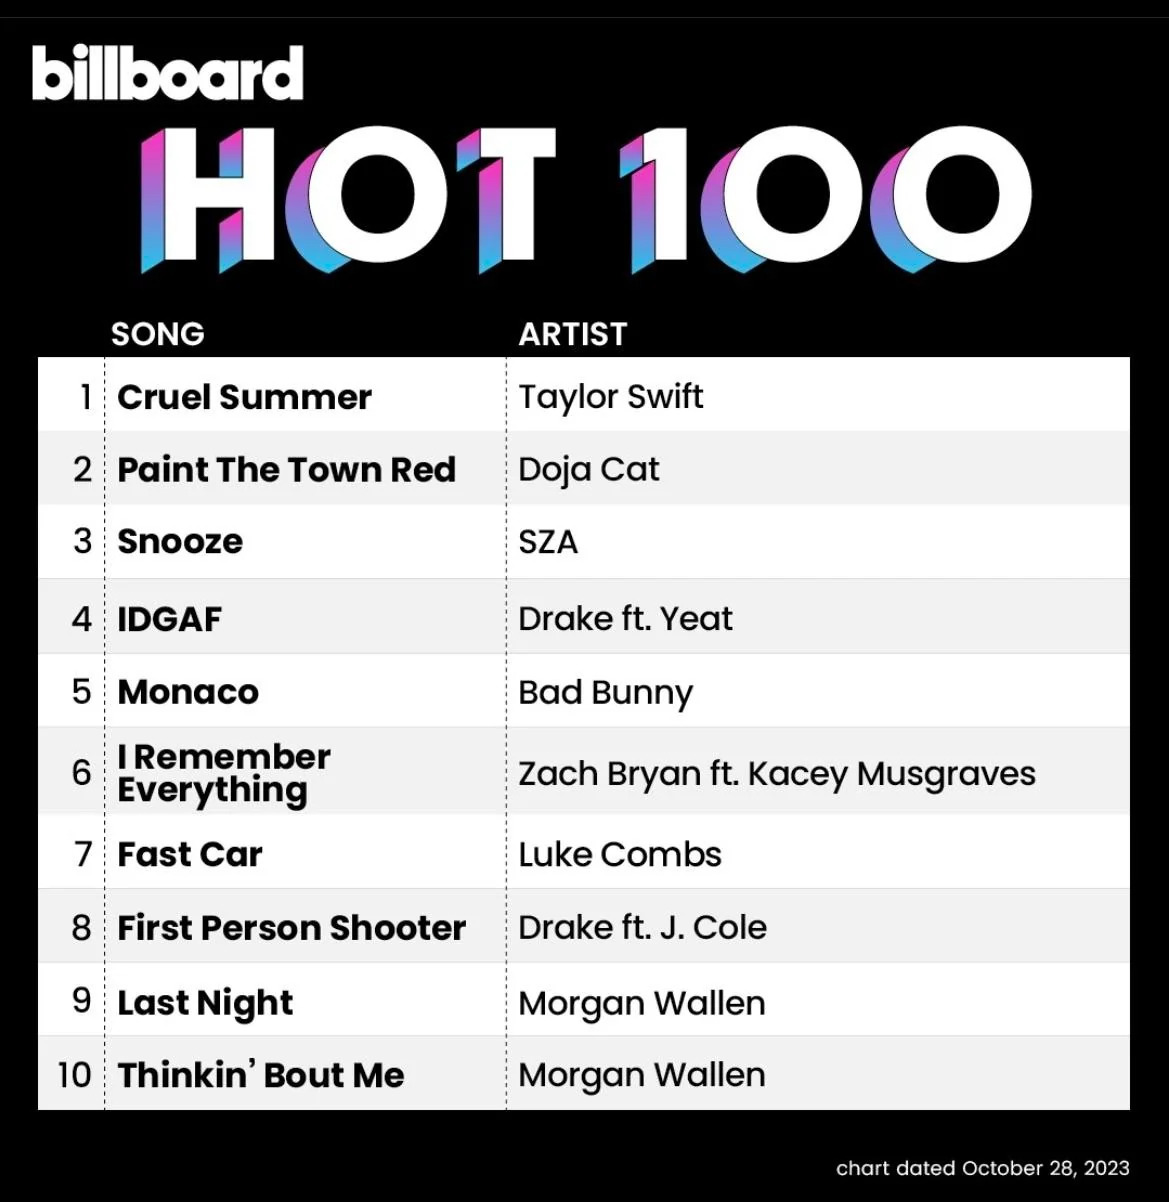 billboard
HOT 100
SONG ARTIST
1 Cruel Summer Taylor Swift
2 Paint The Town Red Doja Cat
3 Snooze SZA
4 IDGAF Drake ft. Yeat
5 Monaco Bad Bunny
6 I Remember
Everything Zach Bryan ft. Kacey Musgraves
7 Fast Car Luke Combs
8 First Person Shooter Drake ft. J. Cole
9 Last Night Morgan Wallen
10 Thinkin’ Bout Me Morgan Wallen
chart dated October 28, 2023